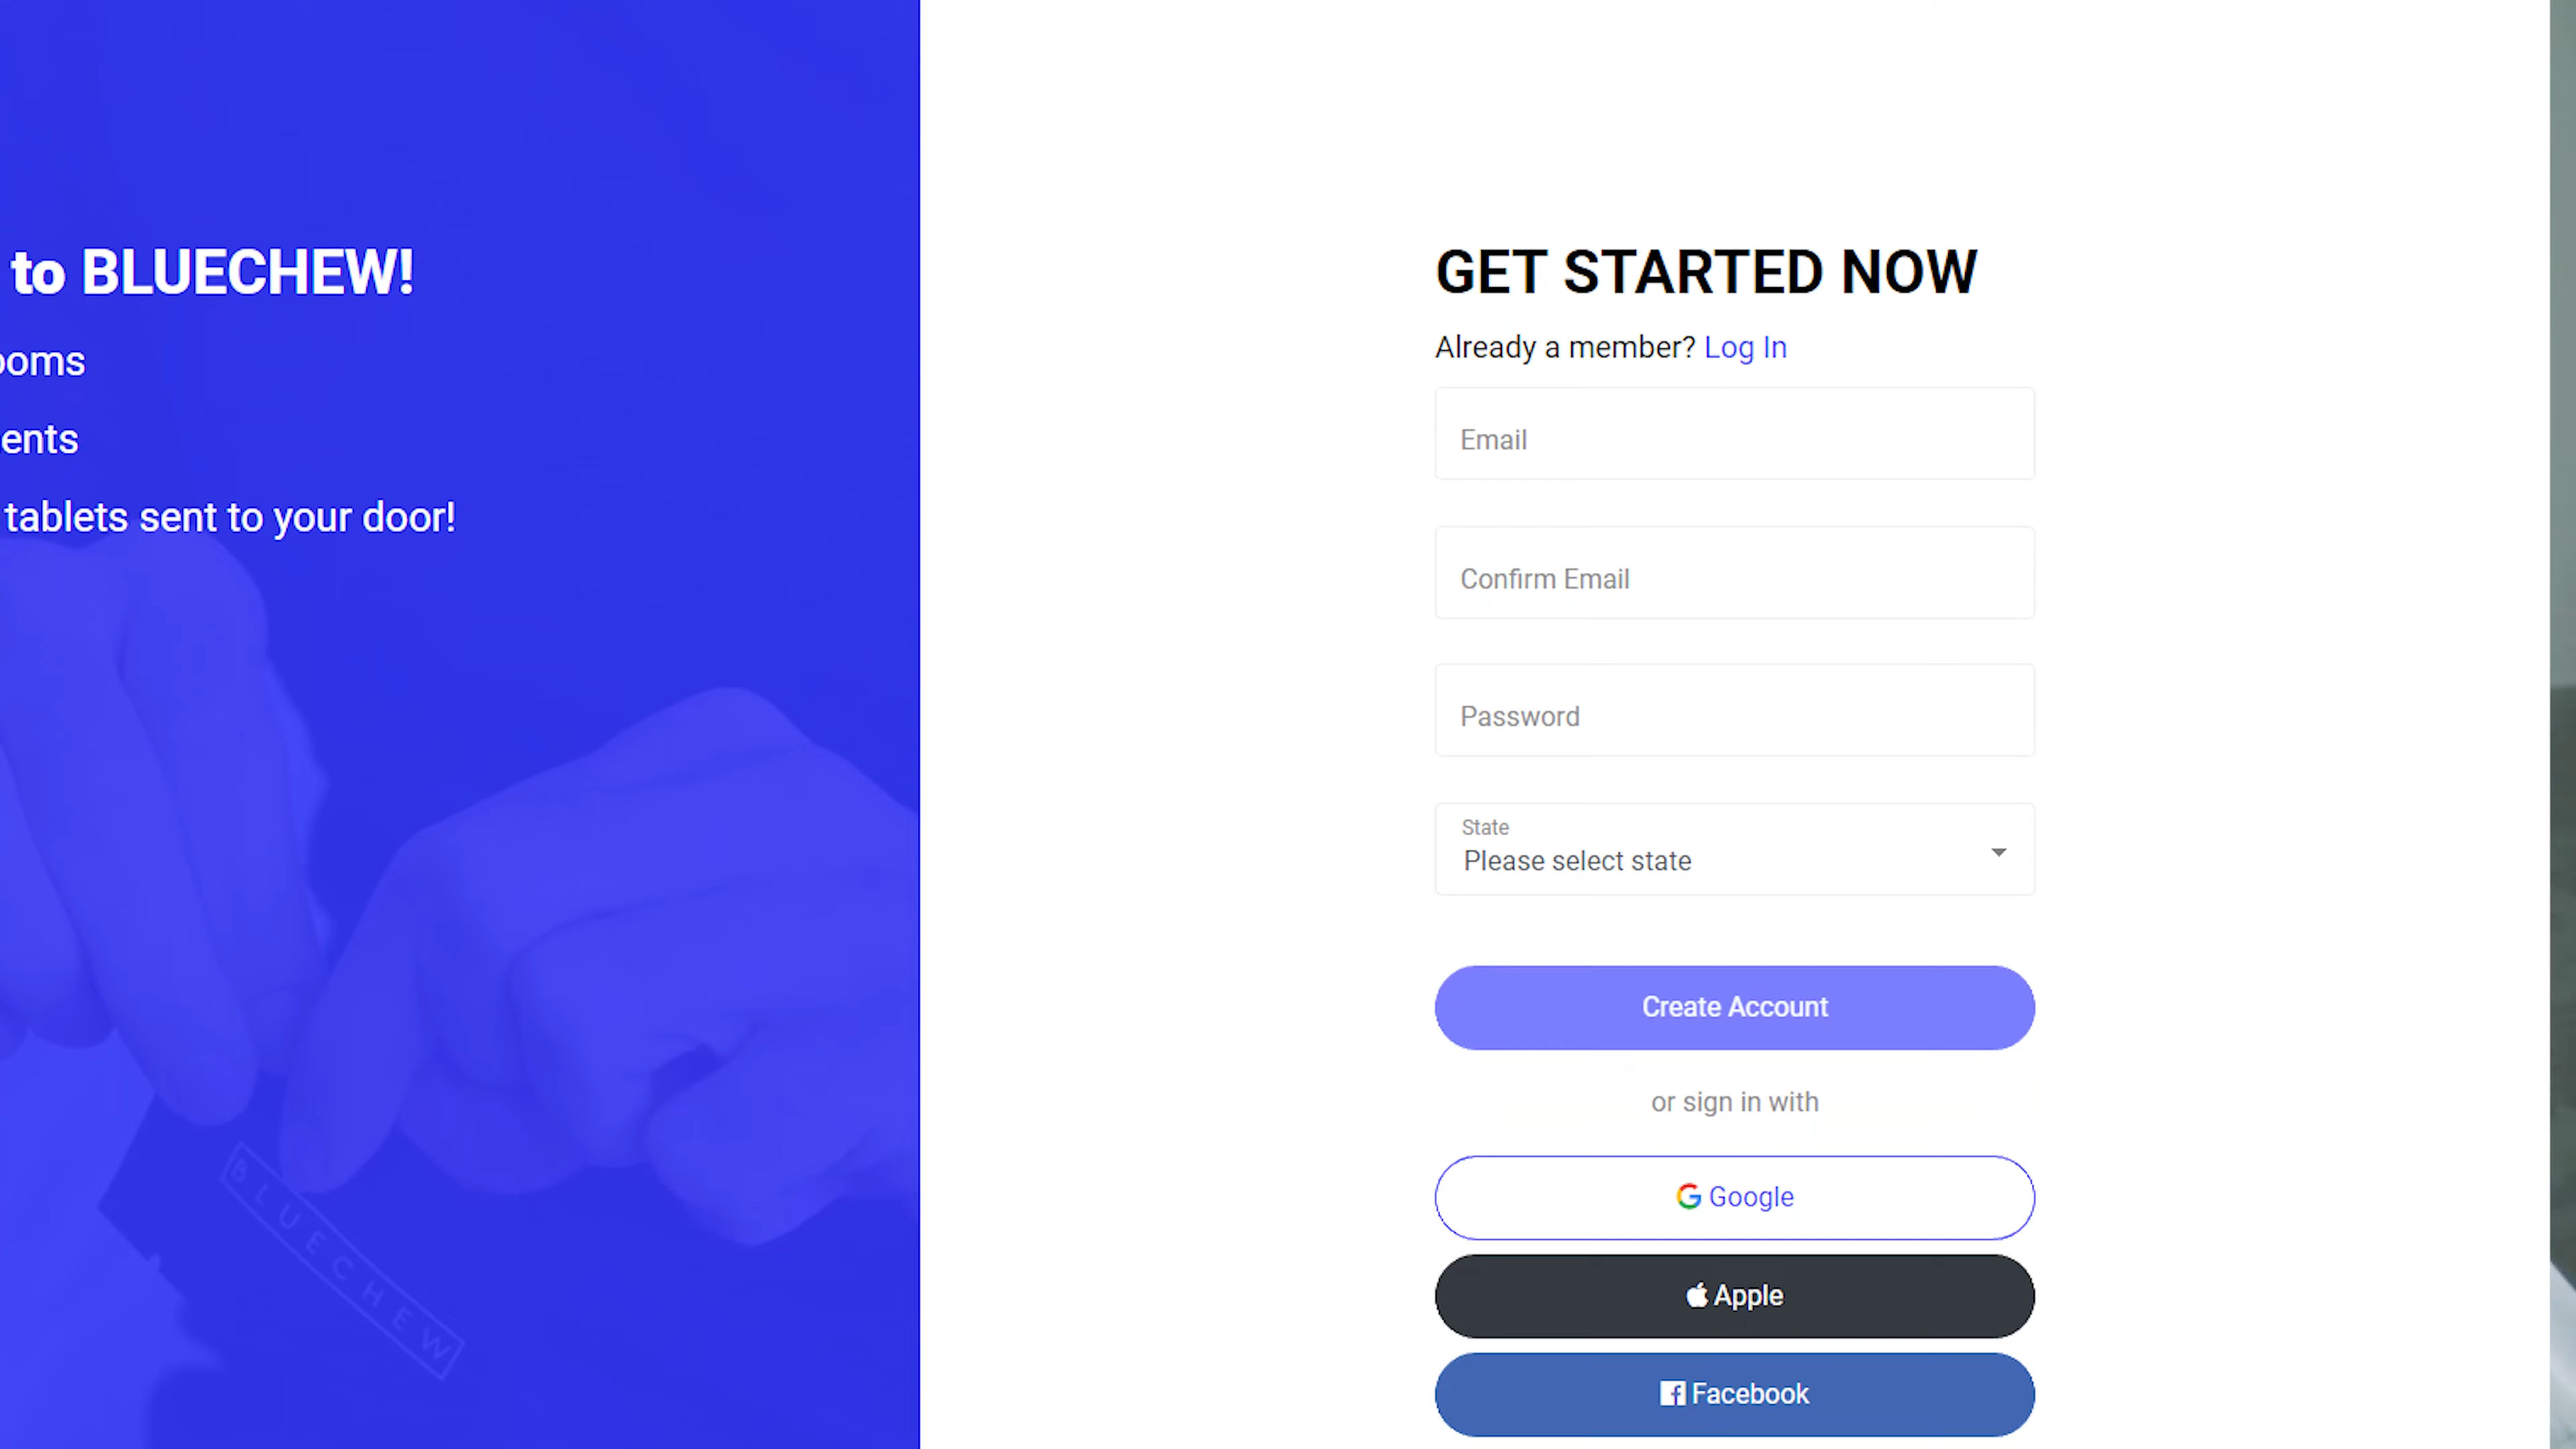 to BLUECHEW!
ents
tablets sent to your door!
BLUECHEW
GET STARTED NOW
Already a member? Log In
Email
Confirm Email
Password
State
Please select state
Create Account
or sign in with
Google
Apple
Facebook